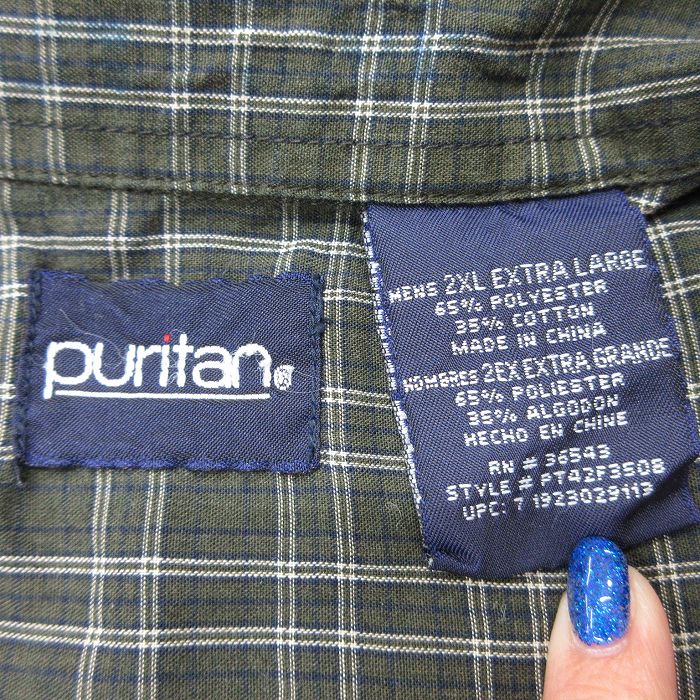 puritan®
MENS 2XL EXTRA LARGE
65% POLYESTER
35% COTTON
MADE IN CHINA
HOMBRES 2EX EXTRA GRANDE
65% POLIESTER
35% ALGODON
HECHO EN CHINE
RN # 36543
STYLE # PT42F3508
UPC: 7 1923029113